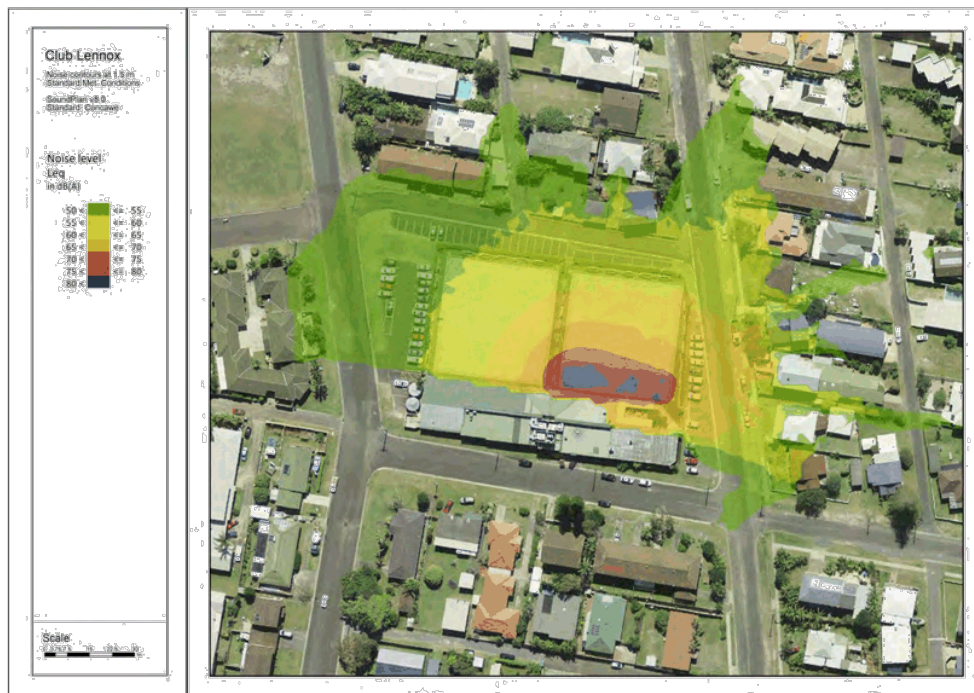 Club Lennox
Noise contours at 1.5 m
Standard Met. Conditions
SoundPlan v8.0
Standard: Concawe
Noise level
Leq
in dB(A)
50 < <= 55
55 < <= 60
60 < <= 65
65 < <= 70
70 < <= 75
75 < <= 80
80 <
Scale